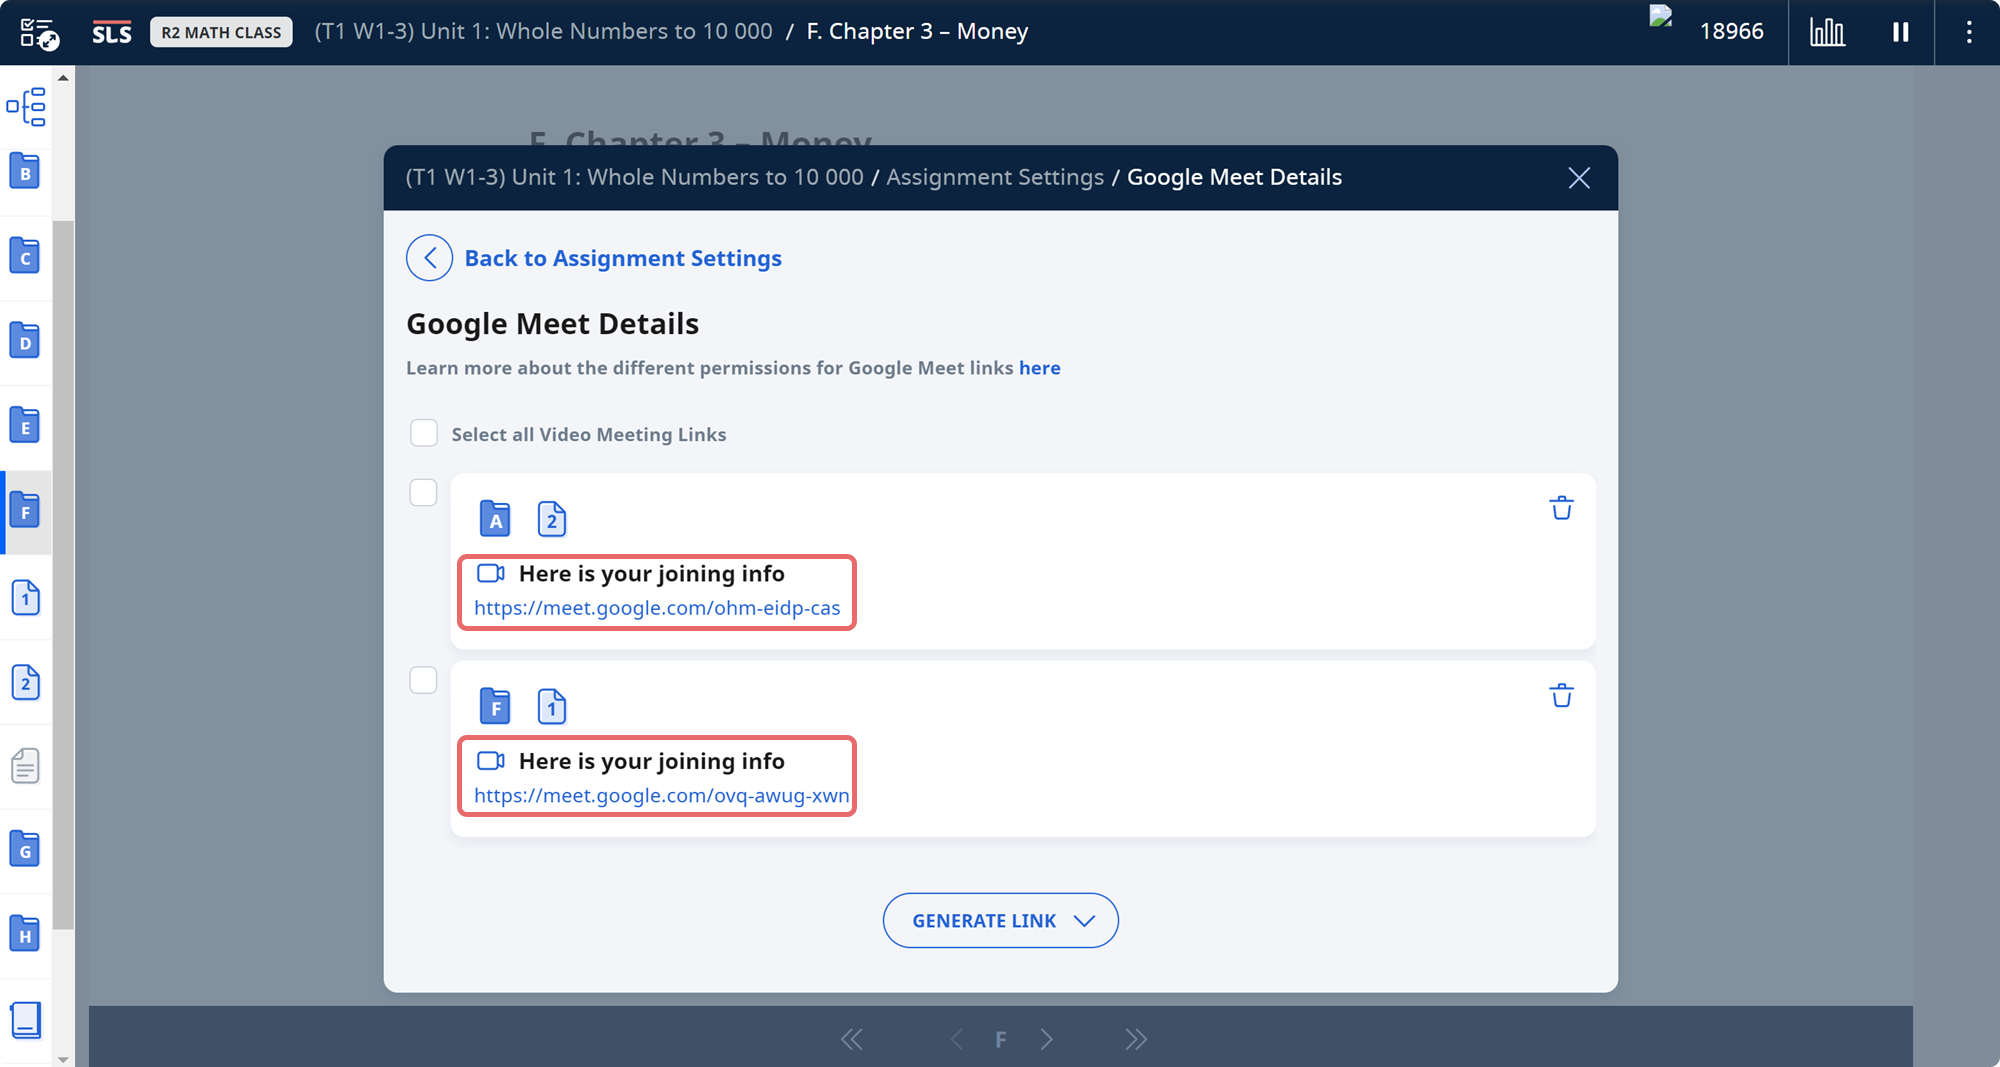 SLS
R2 MATH CLASS
(T1 W1-3) Unit 1: Whole Numbers to 10 000 / F. Chapter 3 – Money
18966
B
C
D
E
F
1
2
G
H
F. Chapter 3 – Money
(T1 W1-3) Unit 1: Whole Numbers to 10 000 / Assignment Settings / Google Meet Details
Back to Assignment Settings
Google Meet Details
Learn more about the different permissions for Google Meet links here
Select all Video Meeting Links
A 2
Here is your joining info
https://meet.google.com/ohm-eidp-cas
F 1
Here is your joining info
https://meet.google.com/ovq-awug-xwn
GENERATE LINK
F